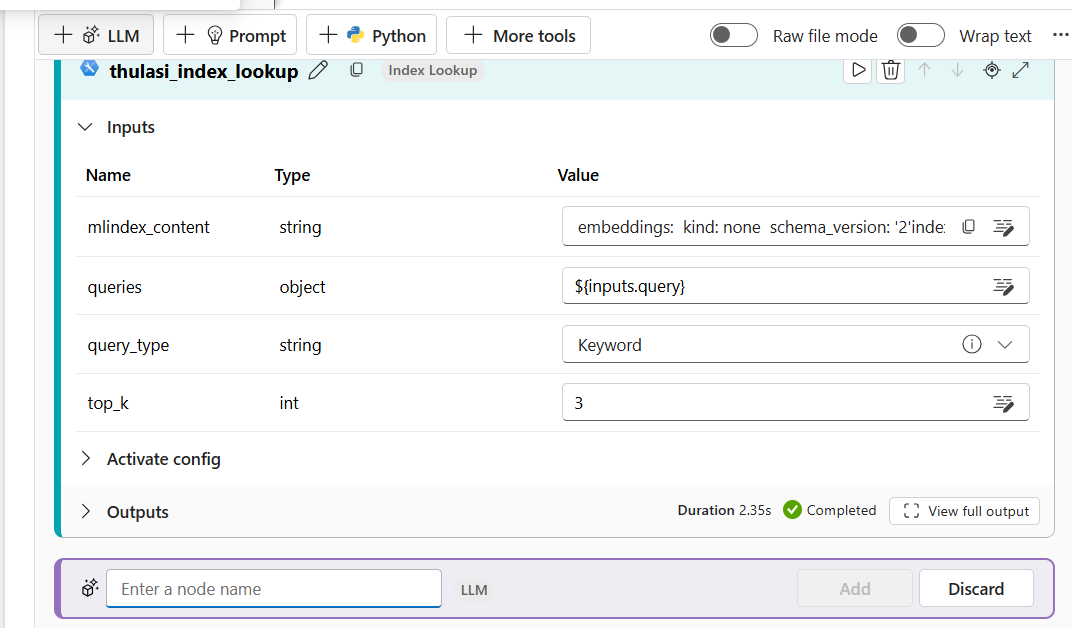 LLM Prompt Python More tools Raw file mode Wrap text ...
thulasi_index_lookup Index Lookup
Inputs
Name Type Value
mlindex_content string embeddings: kind: none schema_version: '2'inde:
queries object ${inputs.query}
query_type string Keyword
top_k int 3
Activate config
Outputs Duration 2.35s Completed View full output
Enter a node name LLM Add Discard